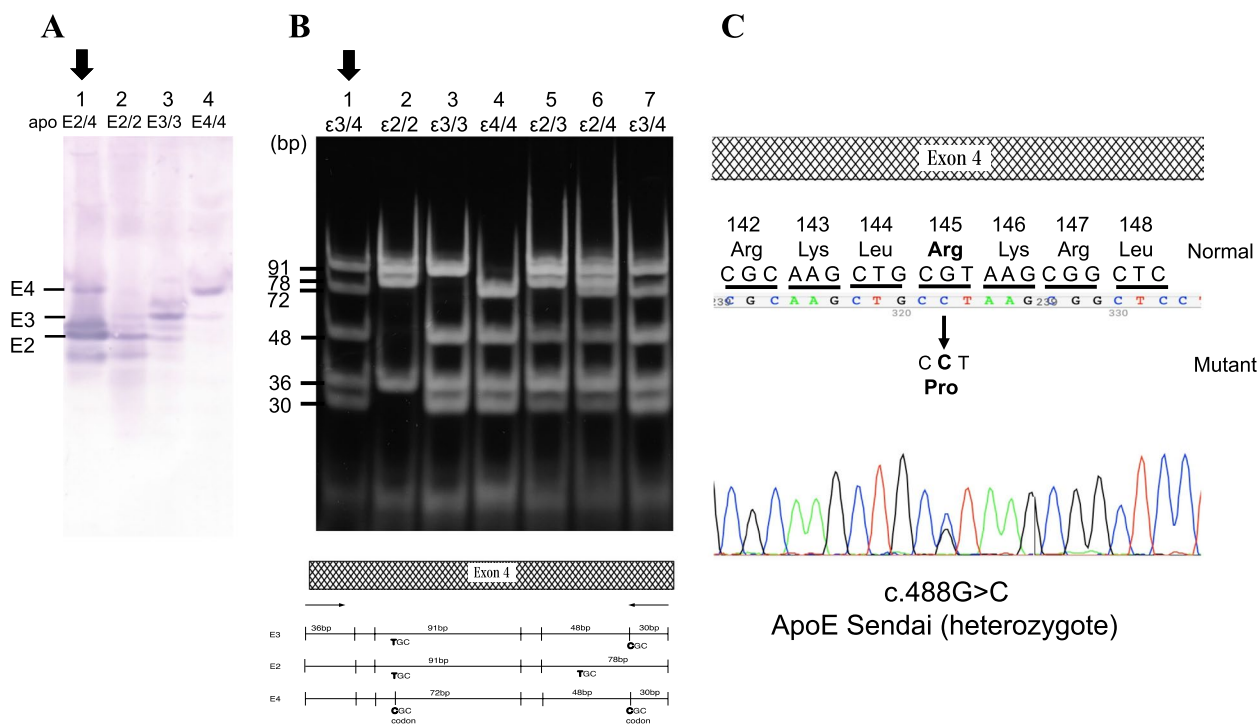 A
1 2 3 4
apo E2/4 E2/2 E3/3 E4/4
E4
E3
E2
B
1 2 3 4 5 6 7
ε3/4 ε2/2 ε3/3 ε4/4 ε2/3 ε2/4 ε3/4
(bp)
91
78
72
48
36
30
Exon 4
36bp 91bp 48bp 30bp
E3
TGC CGC
91bp 78bp
E2
TGC TGC
72bp 48bp 30bp
E4
CGC CGC
codon codon
C
Exon 4
142 143 144 145 146 147 148
Arg Lys Leu Arg Lys Arg Leu Normal
CGC AAG CTG CGT AAG CGG CTC
C G C A A G C T G C C T A A G C G G C T C C T
320 330
C C T Mutant
Pro
c.488G>C
ApoE Sendai (heterozygote)